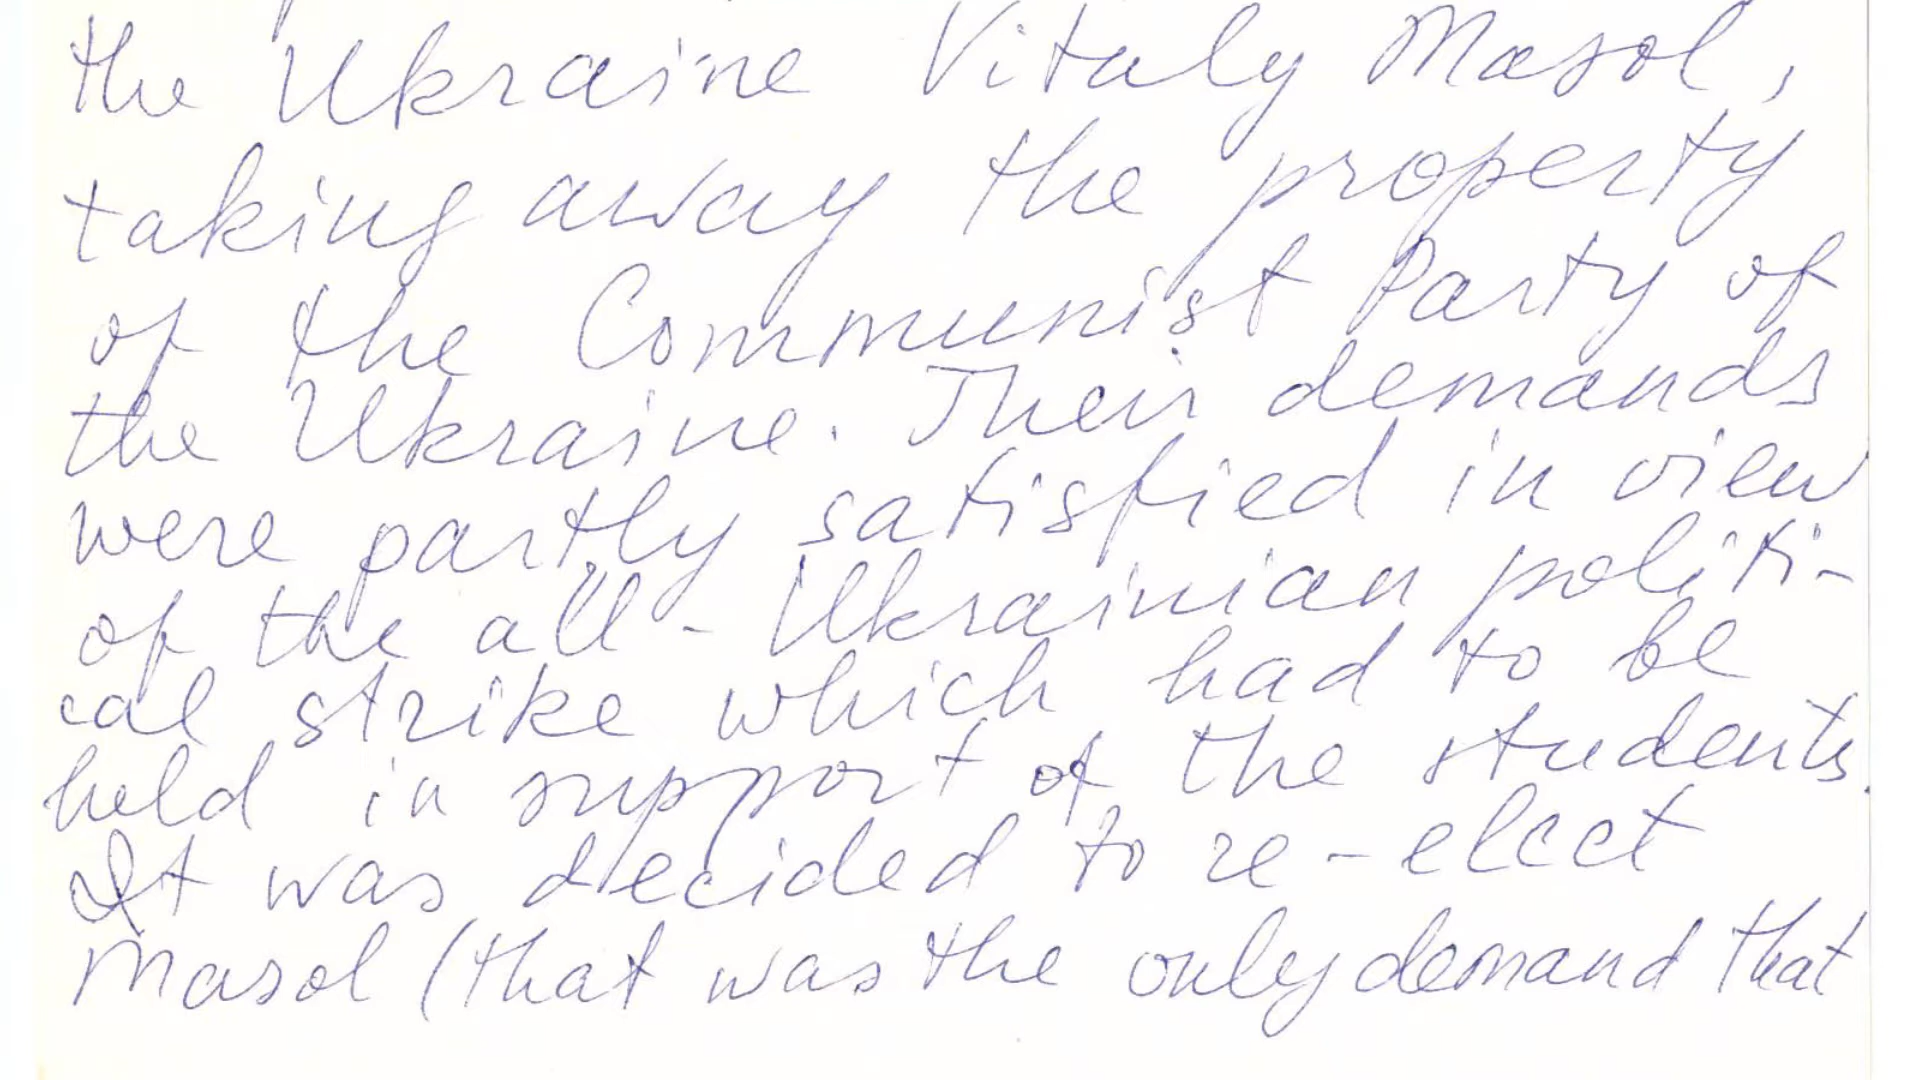 the Ukraine Vitaly Masol,
taking away the property
of the Communist Party of
the Ukraine. Their demands
were partly satisfied in view
of the all-Ukrainian politi-
cal strike which had to be
held in support of the students.
It was decided to re-elect
Masol (that was the only demand that